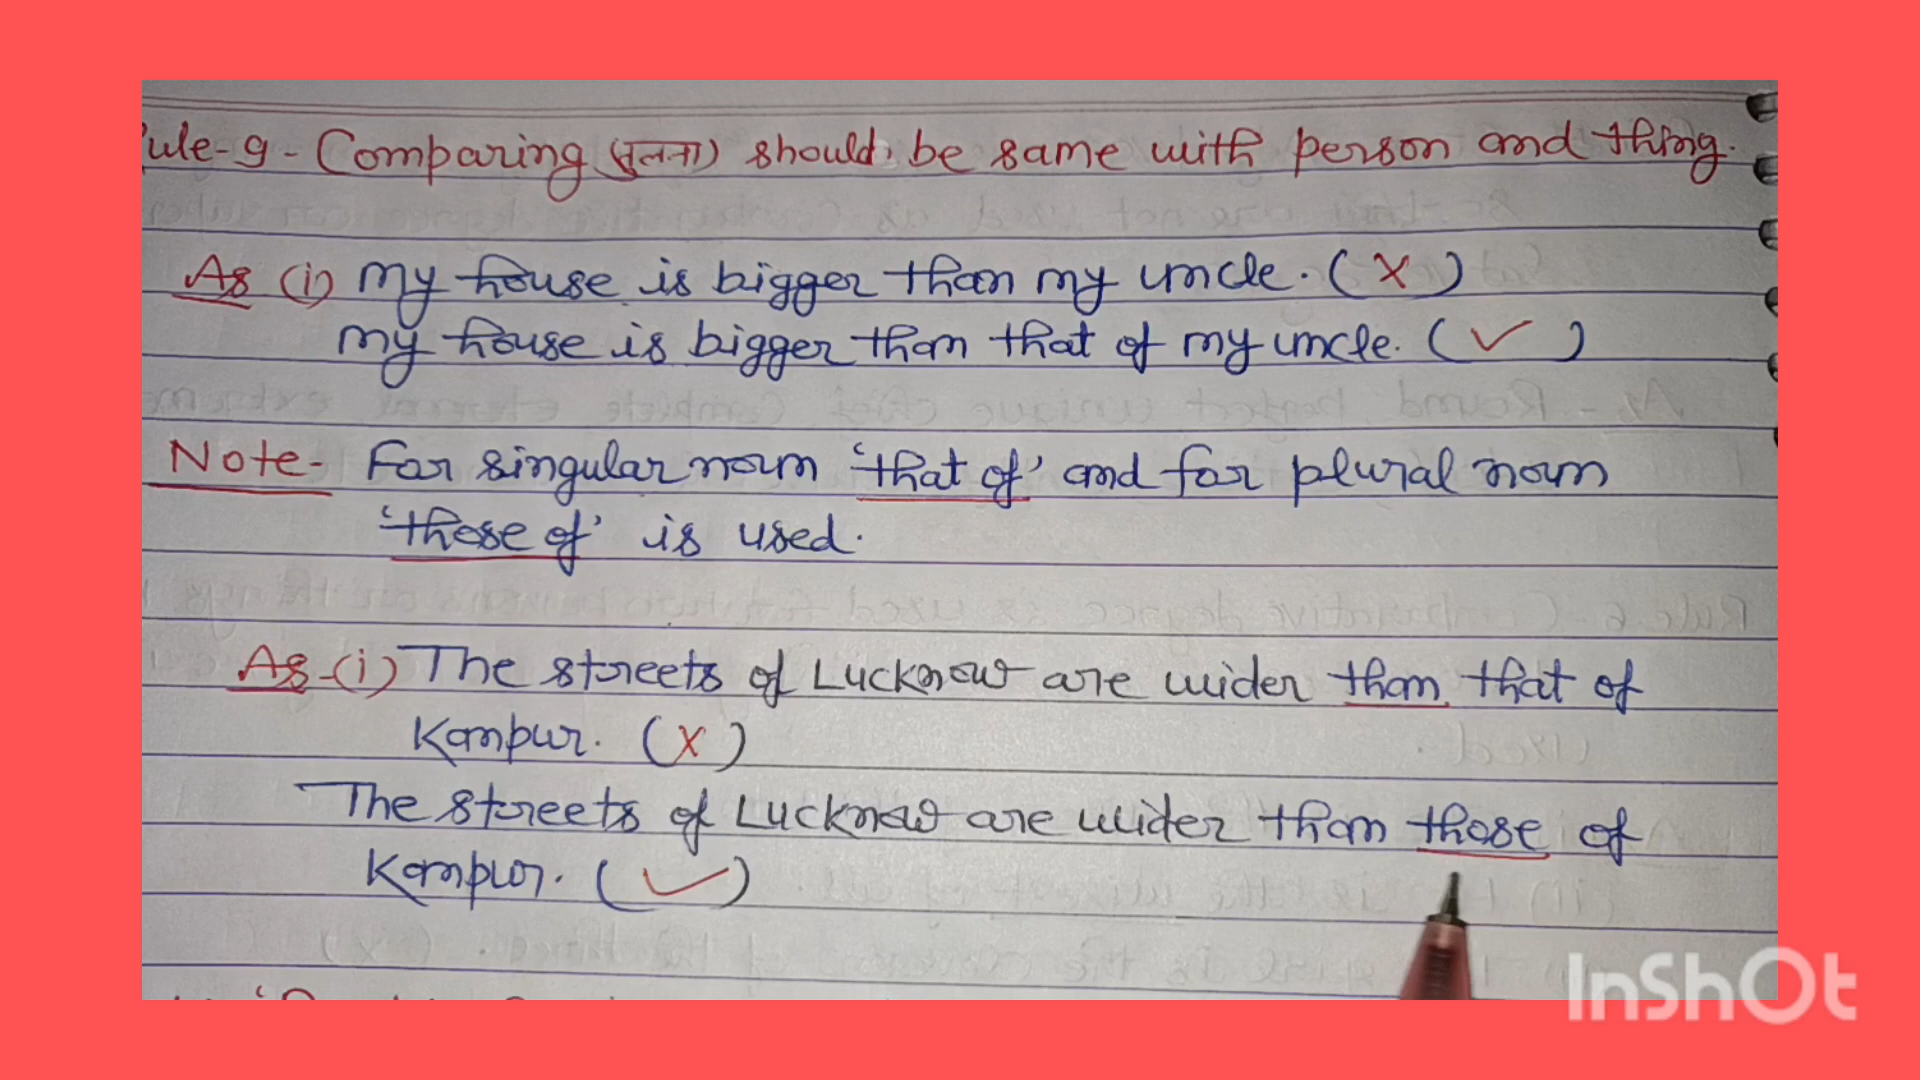 Rule-9- Comparing (तुलना) should be same with person and thing.
As (i) My house is bigger than my uncle. (X)
My house is bigger than that of my uncle. (✓)
Note- For singular noun 'that of' and for plural noun
'those of' is used.
As-(i) The streets of Lucknow are wider than that of
Kanpur. (X)
The streets of Lucknow are wider than those of
Kanpur. (✓)
InShOt